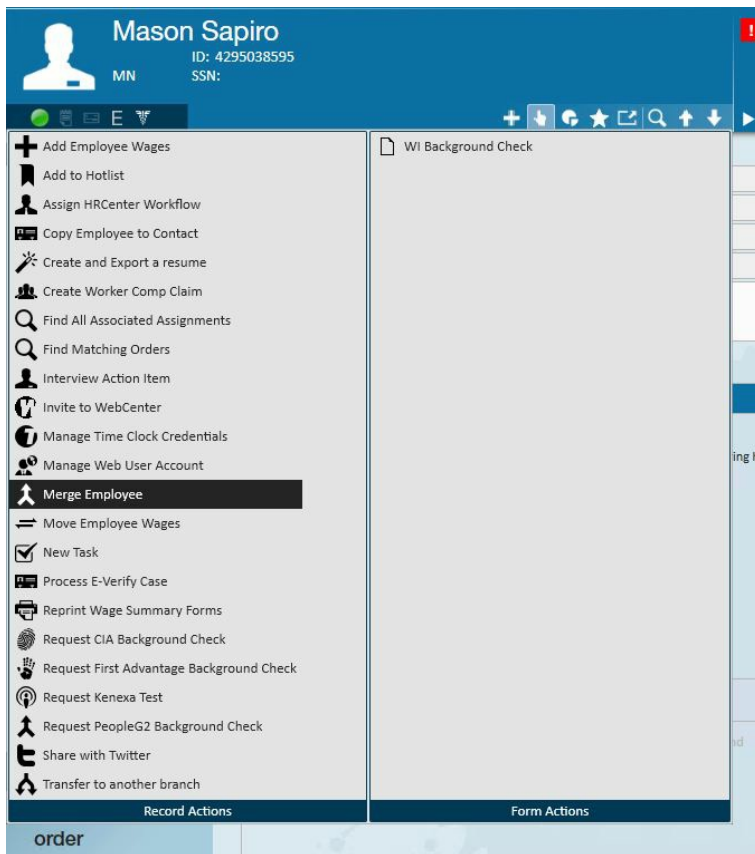 Mason Sapiro
ID: 4295038595
MN SSN:
E
Add Employee Wages
Add to Hotlist
Assign HRCenter Workflow
Copy Employee to Contact
Create and Export a resume
Create Worker Comp Claim
Find All Associated Assignments
Find Matching Orders
Interview Action Item
Invite to WebCenter
Manage Time Clock Credentials
Manage Web User Account
Merge Employee
Move Employee Wages
New Task
Process E-Verify Case
Reprint Wage Summary Forms
Request CIA Background Check
Request First Advantage Background Check
Request Kenexa Test
Request PeopleG2 Background Check
Share with Twitter
Transfer to another branch
Record Actions
WI Background Check
Form Actions
ing
order